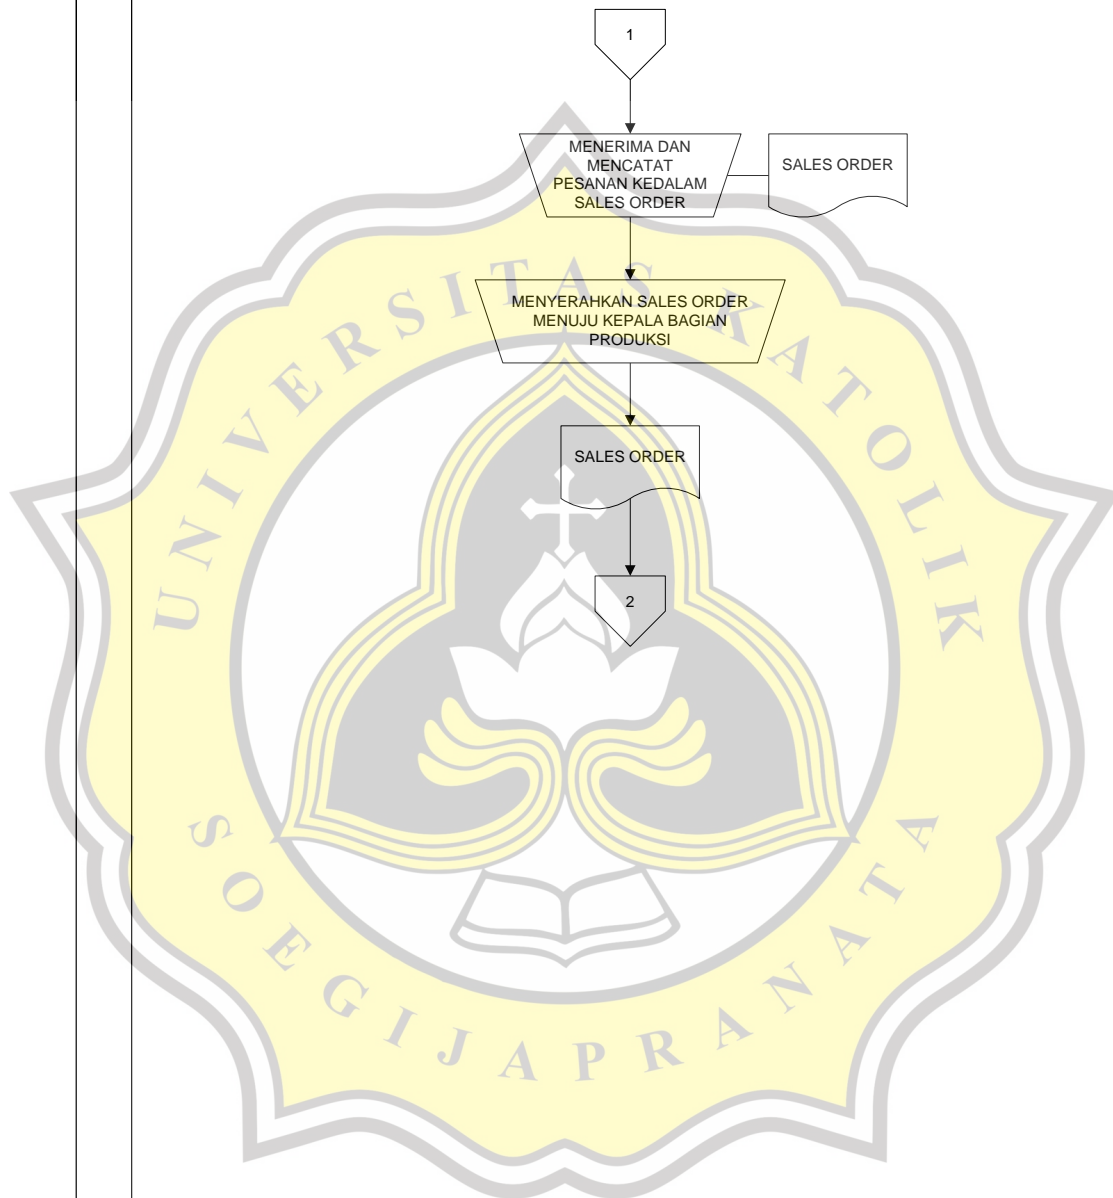 1
MENERIMA DAN
MENCATAT
PESANAN KEDALAM
SALES ORDER
SALES ORDER
MENYERAHKAN SALES ORDER
MENUJU KEPALA BAGIAN
PRODUKSI
SALES ORDER
2
UNIVERSITAS KATOLIK
SOEGIJAPRANATA